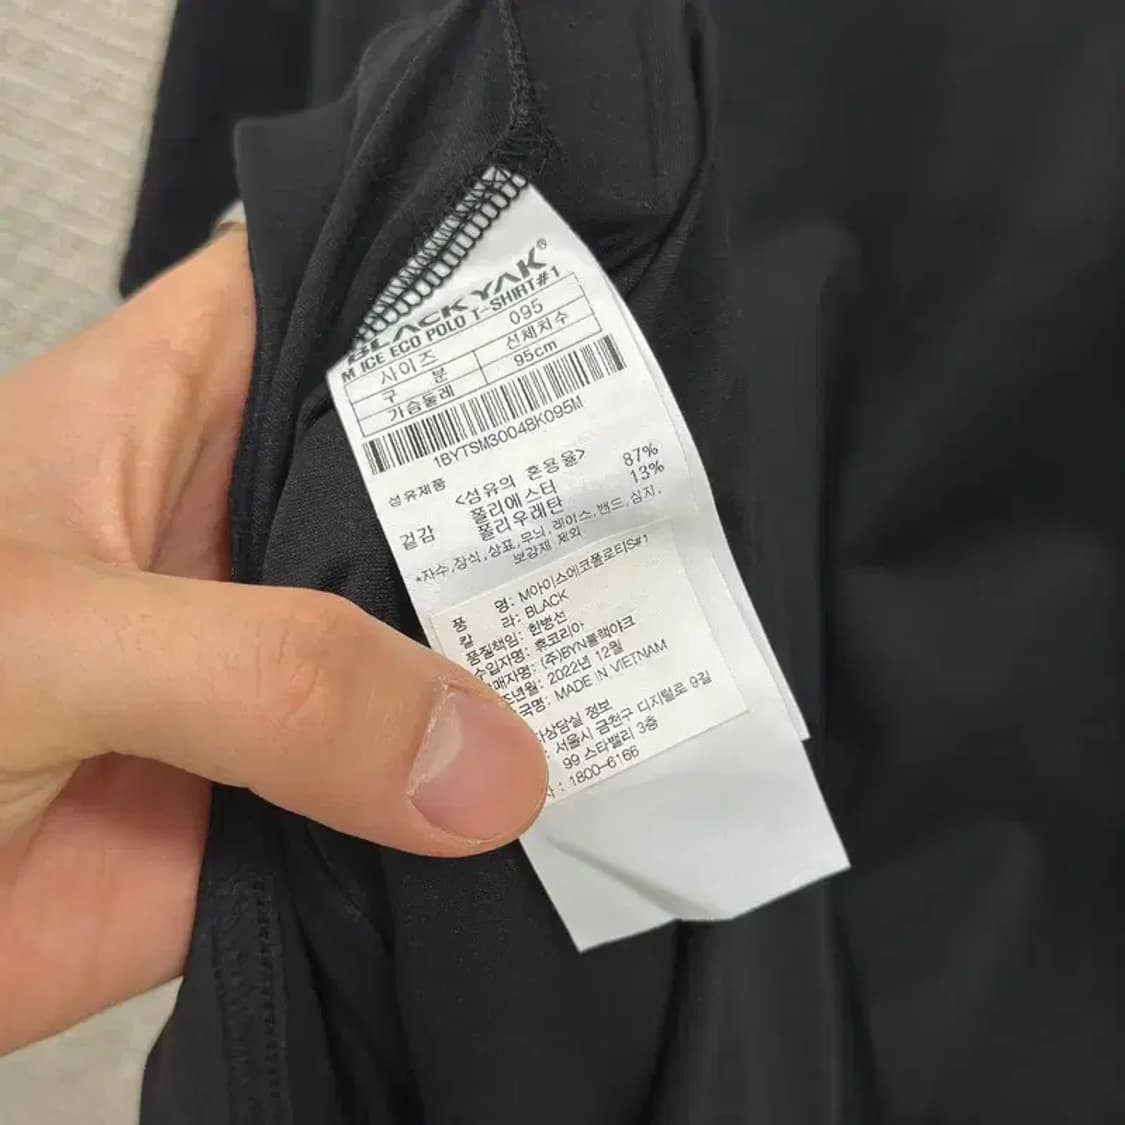 BLACKYAK®
M ICE ECO POLO T-SHIRT#1
사이즈 095
구 분 신체치수
가슴둘레 95cm
1BYTSM3004BK095M
섬유제품 <섬유의 혼용율>
겉감 폴리에스터 87%
폴리우레탄 13%
*자수,장식,상표,무늬,레이스,밴드,심지,
보강재 제외
품 명: M아이스에코폴로티S#1
칼 라: BLACK
품질책임: 한병선
수입자명: 휴코리아
매자명: (주)BYN블랙야크
조년월: 2022년 12월
국명: MADE IN VIETNAM
자상담실 정보
: 서울시 금천구 디지털로 9길
99 스타밸리 3층
: 1800-6166